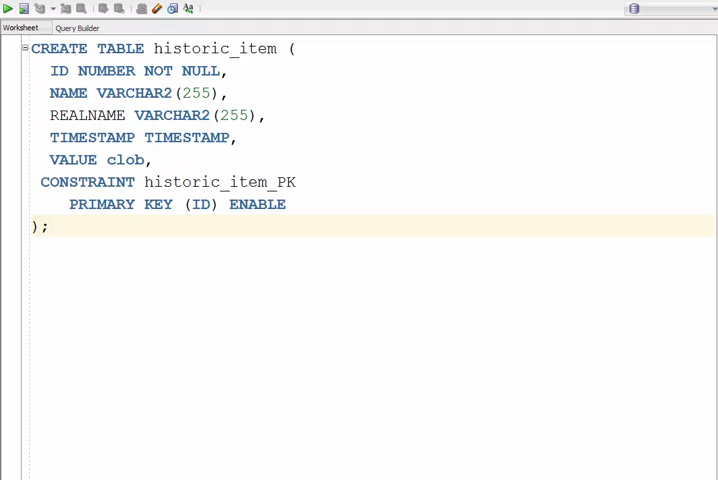 Worksheet Query Builder
CREATE TABLE historic_item (
ID NUMBER NOT NULL,
NAME VARCHAR2(255),
REALNAME VARCHAR2(255),
TIMESTAMP TIMESTAMP,
VALUE clob,
CONSTRAINT historic_item_PK
PRIMARY KEY (ID) ENABLE
);